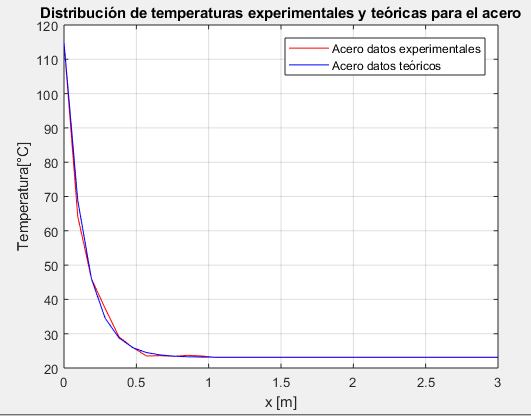 Distribución de temperaturas experimentales y teóricas para el acero
120
110
100
90
80
70
60
50
40
30
20
Temperatura[°C]
Acero datos experimentales
Acero datos teóricos
0 0.5 1 1.5 2 2.5 3
x [m]